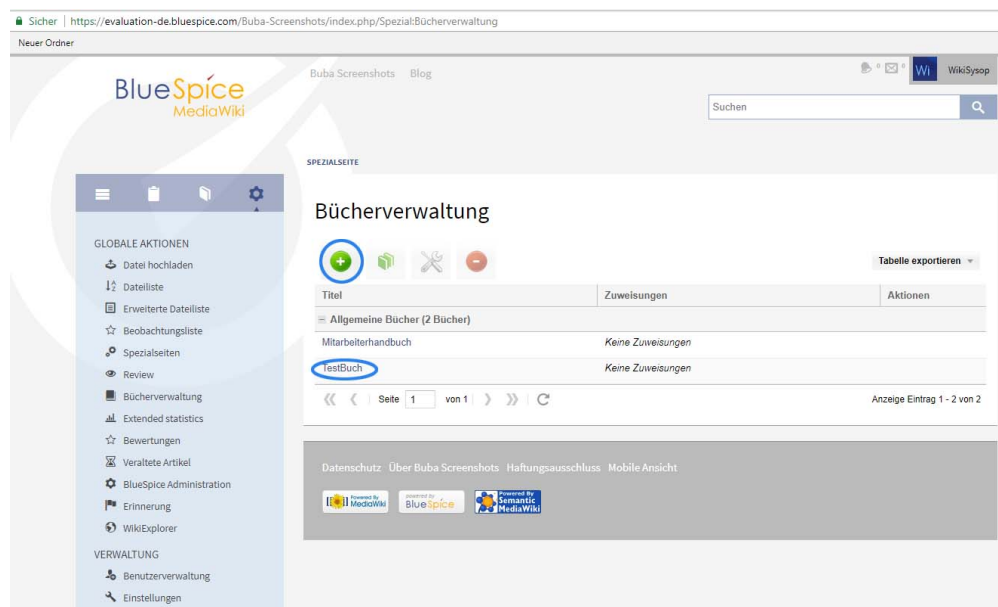 Sicher | https://evaluation-de.bluespice.com/Buba-Screenshots/index.php/Spezial:Bücherverwaltung
Neuer Ordner
BlueSpice
MediaWiki
Buba Screenshots Blog
0 0 Wi WikiSysop
Suchen
SPEZIALSEITE
GLOBALE AKTIONEN
Datei hochladen
Dateiliste
Erweiterte Dateiliste
Beobachtungsliste
Spezialseiten
Review
Bücherverwaltung
Extended statistics
Bewertungen
Veraltete Artikel
BlueSpice Administration
Erinnerung
WikiExplorer
VERWALTUNG
Benutzerverwaltung
Einstellungen
Bücherverwaltung
Tabelle exportieren
Titel Zuweisungen Aktionen
Allgemeine Bücher (2 Bücher)
Mitarbeiterhandbuch Keine Zuweisungen
TestBuch Keine Zuweisungen
Seite 1 von 1 Anzeige Eintrag 1 - 2 von 2
Datenschutz Über Buba Screenshots Haftungsausschluss Mobile Ansicht
Powered By MediaWiki
powered by BlueSpice
Powered By Semantic MediaWiki